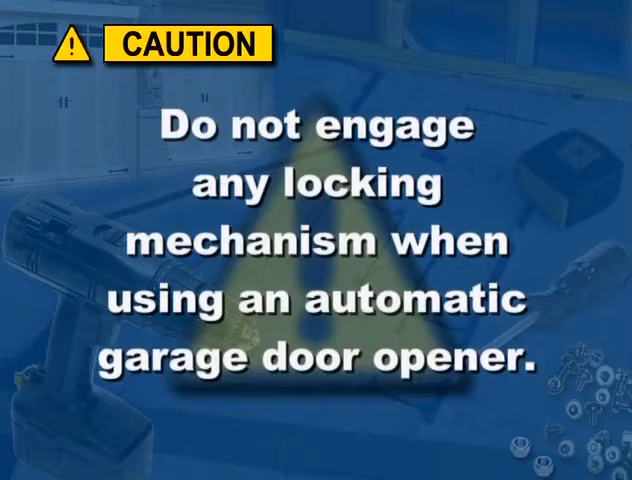 CAUTION
Do not engage
any locking
mechanism when
using an automatic
garage door opener.